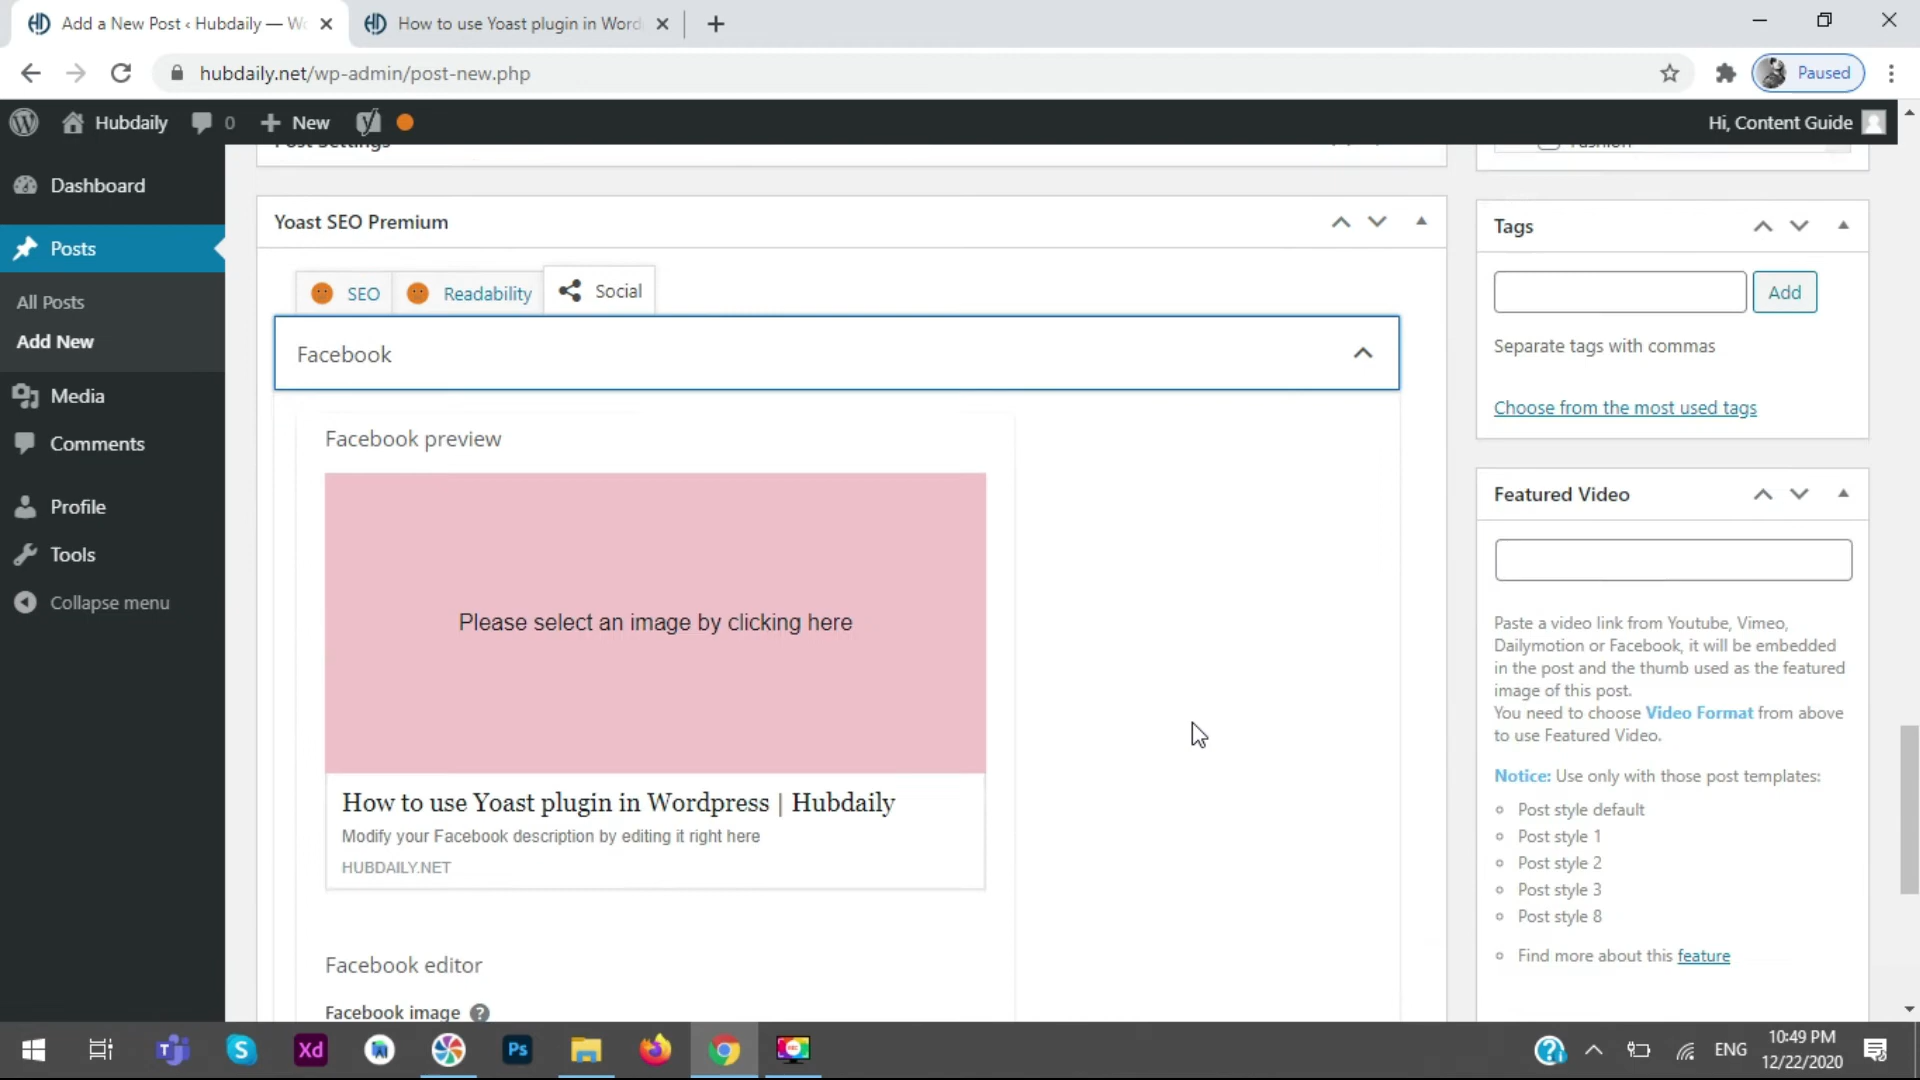 Add a New Post ‹ Hubdaily — Wo
How to use Yoast plugin in Word
hubdaily.net/wp-admin/post-new.php
Paused
Hubdaily
0
New
Hi, Content Guide
Dashboard
Posts
All Posts
Add New
Media
Comments
Profile
Tools
Collapse menu
Post Settings
Yoast SEO Premium
SEO
Readability
Social
Facebook
Facebook preview
Please select an image by clicking here
How to use Yoast plugin in Wordpress | Hubdaily
Modify your Facebook description by editing it right here
HUBDAILY.NET
Facebook editor
Facebook image ?
Fashion
Tags
Add
Separate tags with commas
Choose from the most used tags
Featured Video
Paste a video link from Youtube, Vimeo,
Dailymotion or Facebook, it will be embedded
in the post and the thumb used as the featured
image of this post.
You need to choose Video Format from above
to use Featured Video.
Notice: Use only with those post templates:
Post style default
Post style 1
Post style 2
Post style 3
Post style 8
Find more about this feature
Xd
Ps
ENG
10:49 PM
12/22/2020